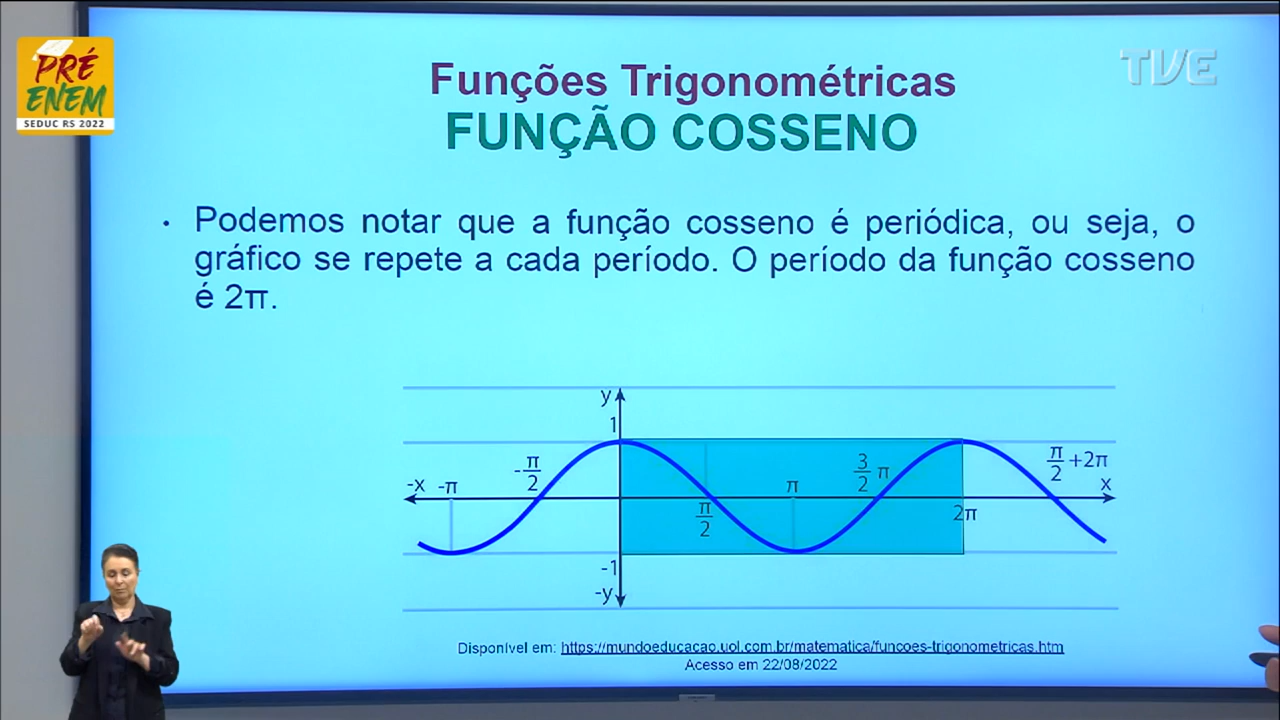 PRÉ
ENEM
SEDUC RS 2022
TVE
Funções Trigonométricas
FUNÇÃO COSSENO
• Podemos notar que a função cosseno é periódica, ou seja, o
gráfico se repete a cada período. O período da função cosseno
é 2π.
y
1
-x
-π
-π/2
π/2
π
3/2 π
2π
π/2 +2π
x
-1
-y
Disponível em: https://mundoeducacao.uol.com.br/matematica/funcoes-trigonometricas.htm
Acesso em 22/08/2022